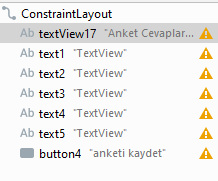 ConstraintLayout
Ab textView17 "Anket Cevaplar...
Ab text1 "TextView"
Ab text2 "TextView"
Ab text3 "TextView"
Ab text4 "TextView"
Ab text5 "TextView"
button4 "anketi kaydet"